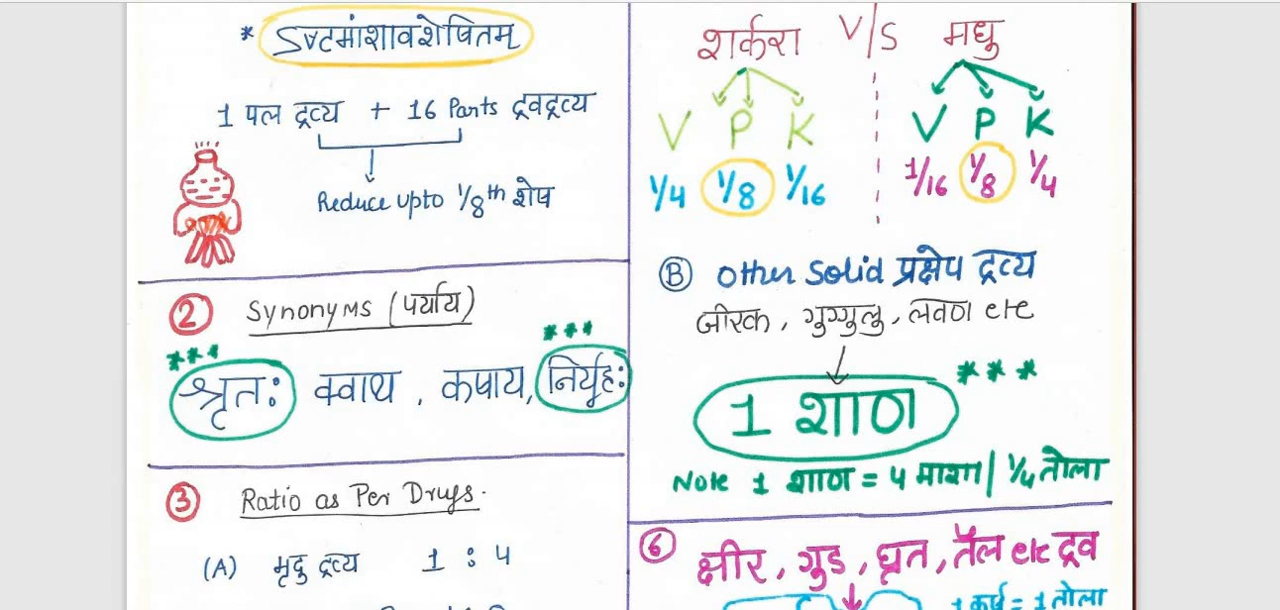 * ऽष्टमांशावशेषितम्
1 पल द्रव्य + 16 Parts द्रवद्रव्य
Reduce upto 1/8th शेष
② Synonyms (पर्याय)
*** ***
श्रृतः क्वाथ , कषाय, निर्यूहः
③ Ratio as Per Drugs.
(A) मृदु द्रव्य 1 : 4
शर्करा V/S मधु
V P K V P K
1/4 1/8 1/16 1/16 1/8 1/4
Ⓑ Other Solid प्रक्षेप द्रव्य
जीरक , गुग्गुलु, लवण etc
1 शाण ***
Note 1 शाण = 4 माशा | 1/4 तोला
⑥ क्षीर, गुड, घृत, तैल etc द्रव
1 कर्ष = 1 तोला